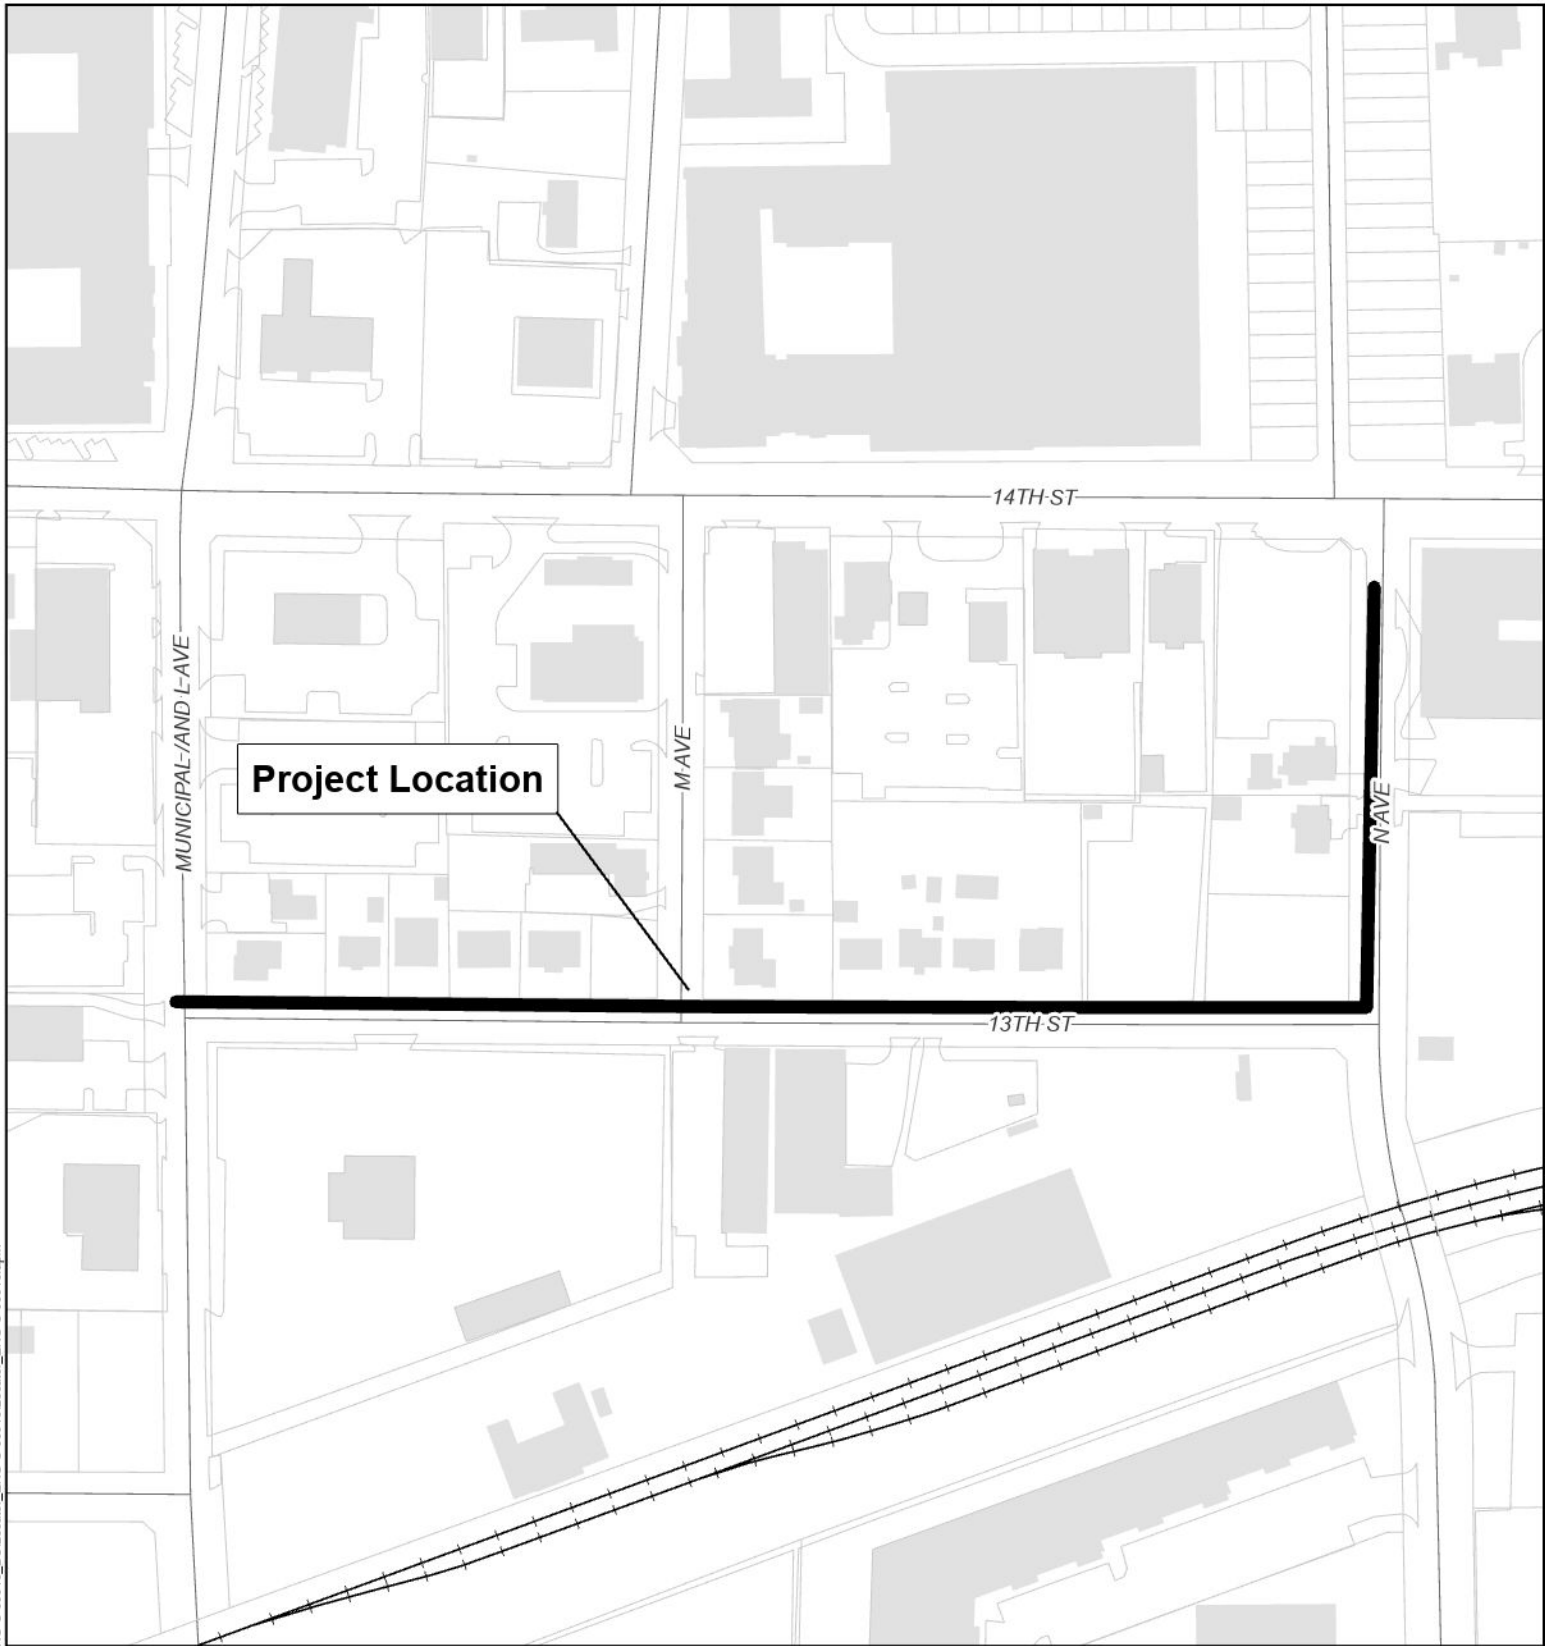 14TH ST
MUNICIPAL /AND L AVE
M AVE
Project Location
N AVE
13TH ST